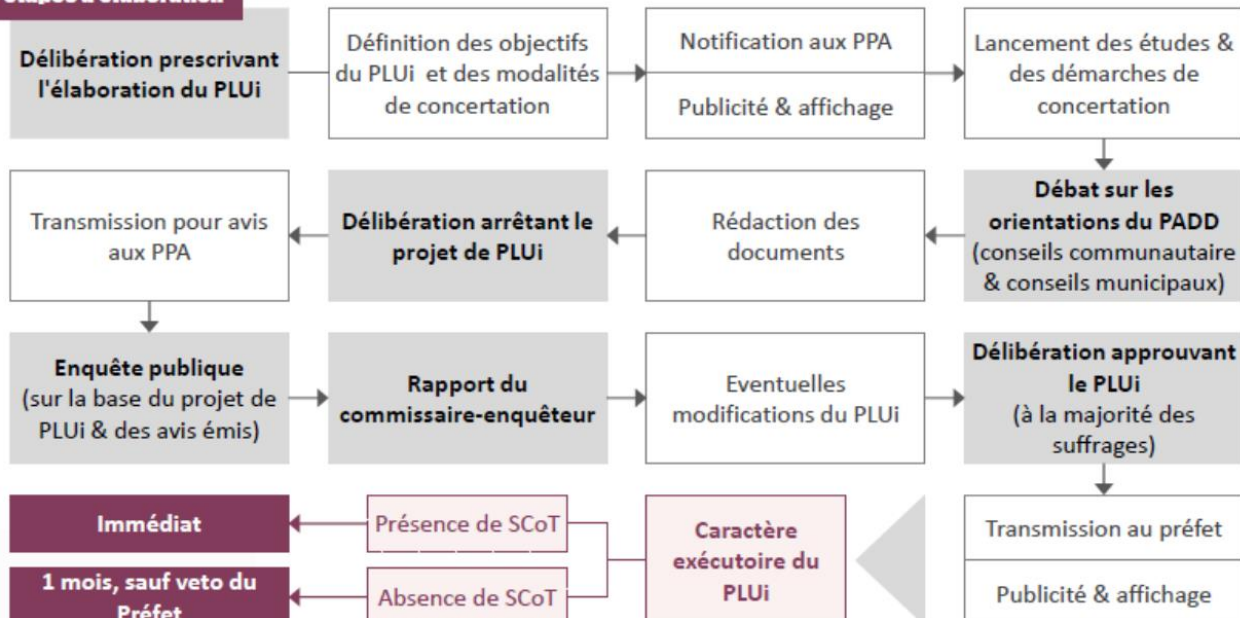 étapes d'élaboration
Délibération prescrivant
l'élaboration du PLUi
Définition des objectifs
du PLUi et des modalités
de concertation
Notification aux PPA
Publicité & affichage
Lancement des études &
des démarches de
concertation
Débat sur les
orientations du PADD
(conseils communautaire
& conseils municipaux)
Rédaction des
documents
Délibération arrêtant le
projet de PLUi
Transmission pour avis
aux PPA
Enquête publique
(sur la base du projet de
PLUi & des avis émis)
Rapport du
commissaire-enquêteur
Eventuelles
modifications du PLUi
Délibération approuvant
le PLUi
(à la majorité des
suffrages)
Transmission au préfet
Publicité & affichage
Caractère
exécutoire du
PLUi
Présence de SCoT
Immédiat
Absence de SCoT
1 mois, sauf veto du
Préfet